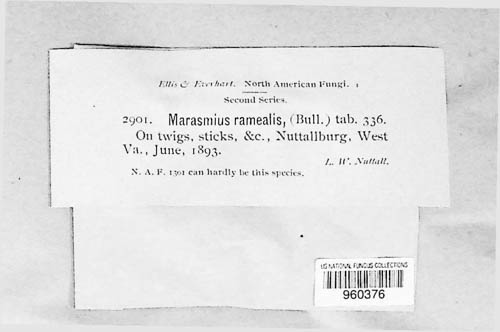 Ellis & Everhart. North American Fungi.
Second Series.
2901. Marasmius ramealis, (Bull.) tab. 336.
On twigs, sticks, &c., Nuttallburg, West
Va., June, 1893.
L. W. Nuttall.
N. A. F. 1301 can hardly be this species.
US NATIONAL FUNGUS COLLECTIONS
960376